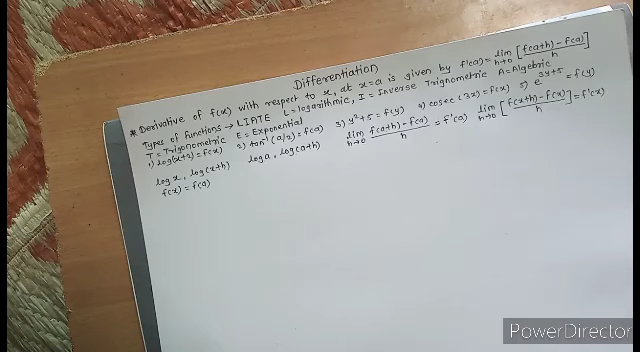 Differentiation
* Derivative of f(x) with respect to x, at x=a is given by f'(a) = lim h→0 [f(a+h) - f(a) / h]
Types of functions → LIATE L = logarithmic, I = Inverse Trigonometric A = Algebraic
T = Trigonometric E = Exponential
1) log(x+2) = f(x) 2) tan⁻¹(a/2) = f(a) 3) y²+5 = f(y) 4) cosec(3x) = f(x) 5) e^(3y+5) = f(y)
log x, log(x+h) log a, log(a+h) lim h→0 f(a+h) - f(a) / h = f'(a) lim h→0 [f(x+h) - f(x) / h] = f'(x)
f(x) = f(a)
PowerDirector